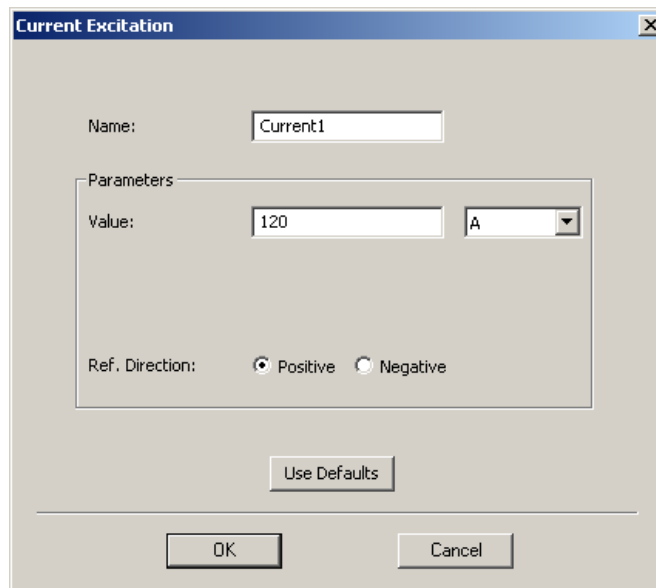 Current Excitation
Name: Current1
Parameters
Value: 120 A
Ref. Direction: Positive Negative
Use Defaults
OK Cancel